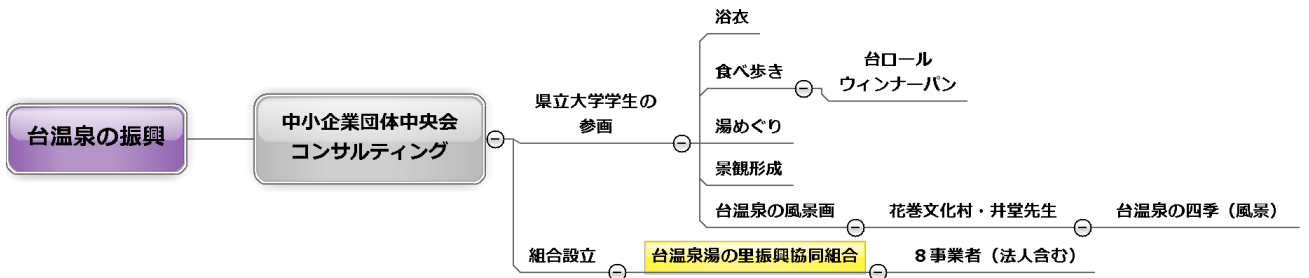 台温泉の振興
中小企業団体中央会
コンサルティング
県立大学学生の
参画
浴衣
食べ歩き
台ロール
ウィンナーパン
湯めぐり
景観形成
台温泉の風景画
花巻文化村・井堂先生
台温泉の四季（風景）
組合設立
台温泉湯の里振興協同組合
８事業者（法人含む）